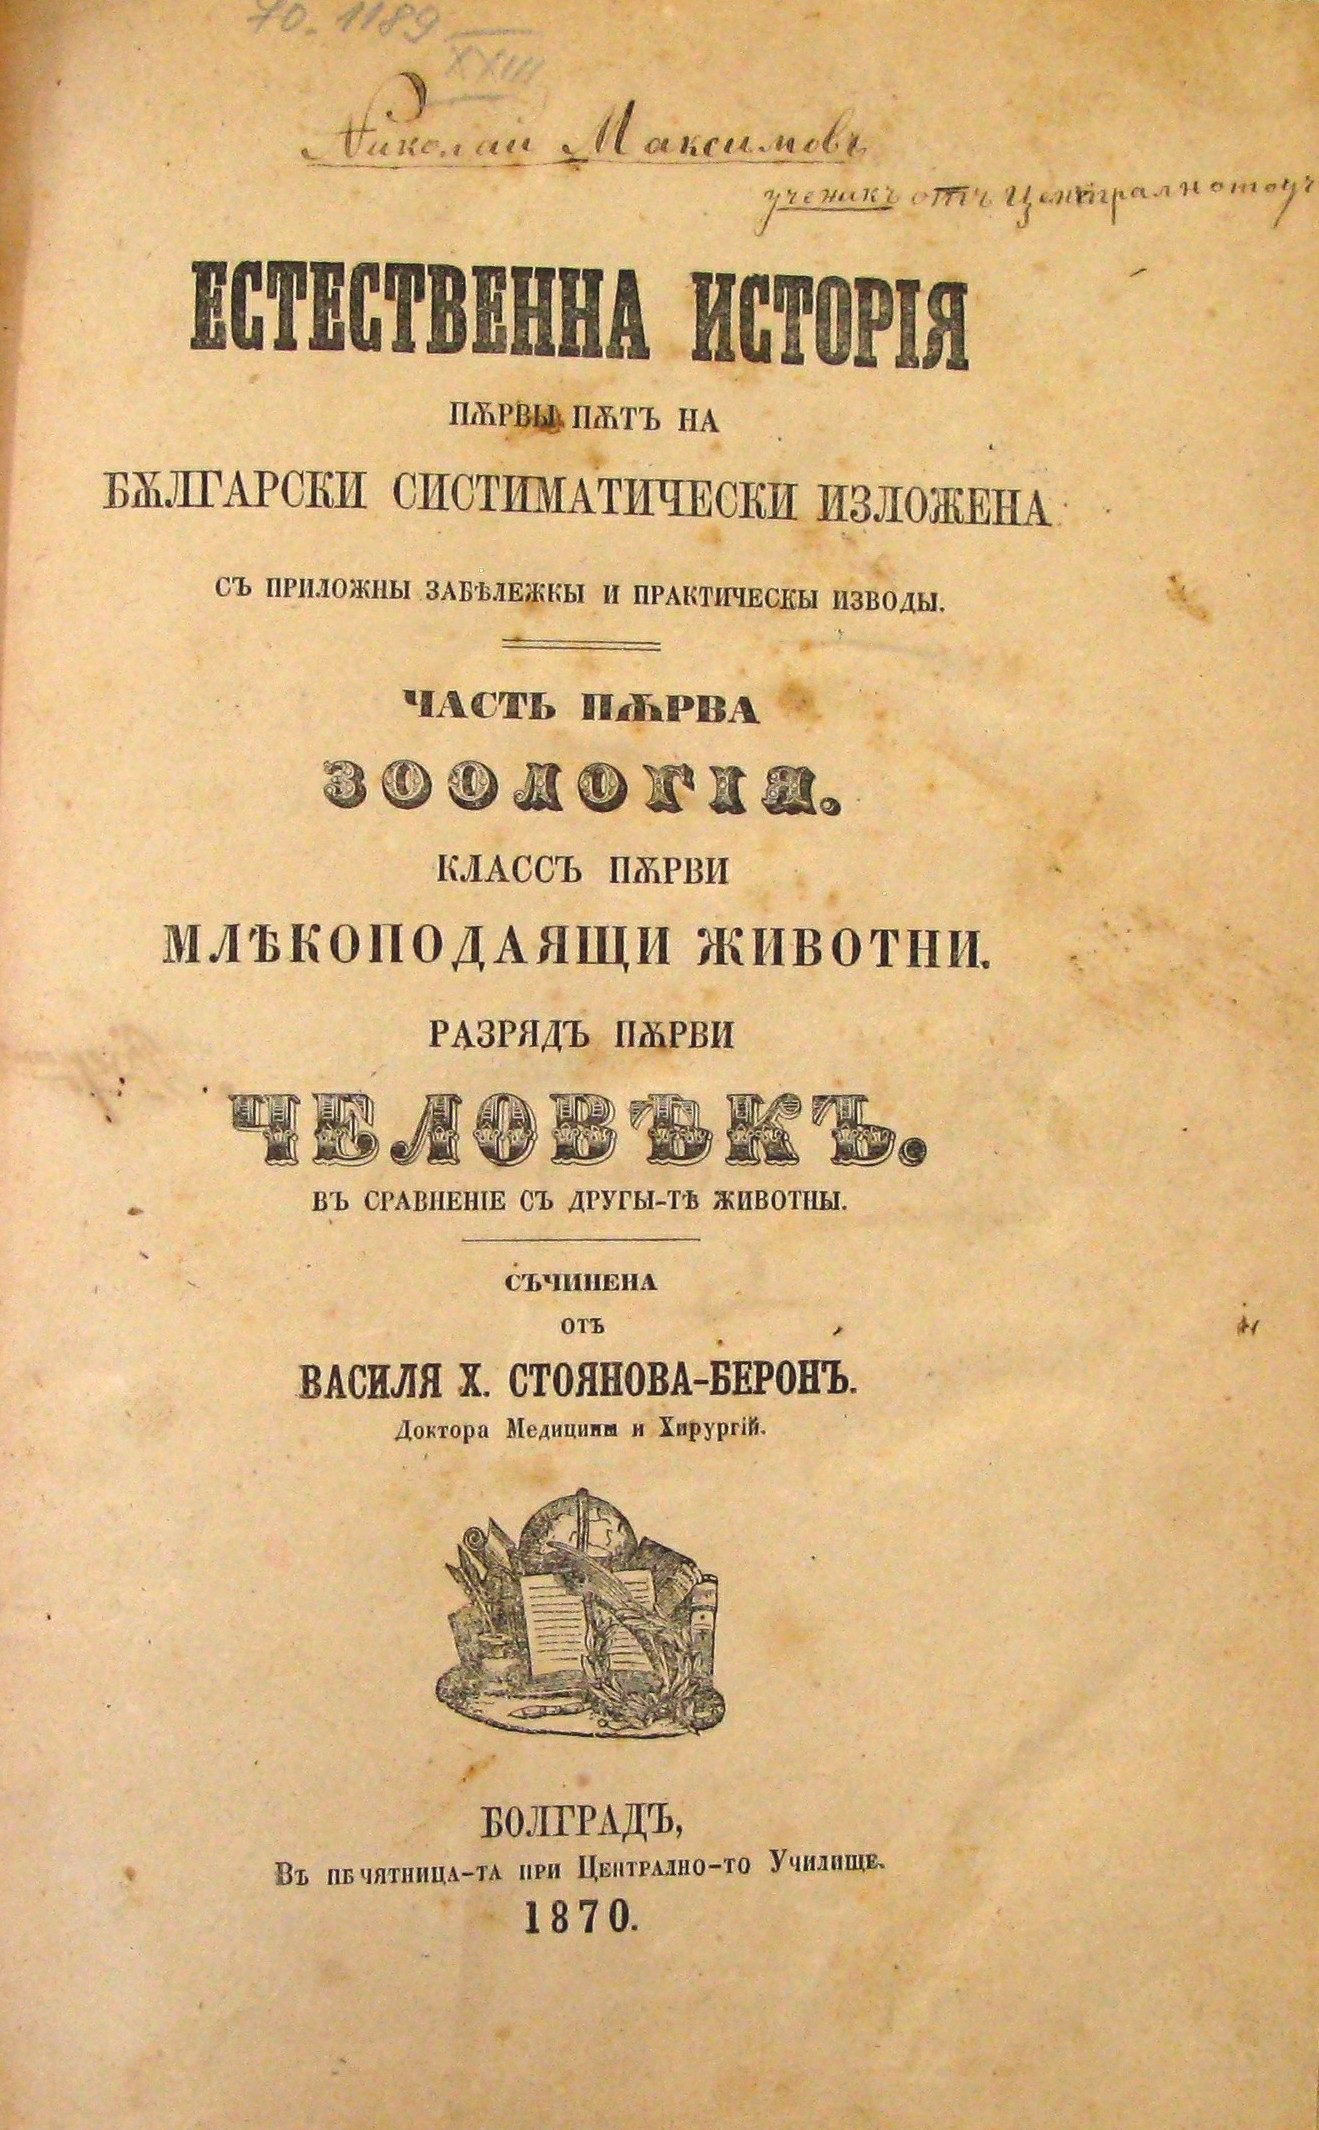 70.1189
XXIII
Николай Максимовъ
ученикъ отъ Централнотоуч
ЕСТЕСТВЕННА ИСТОРІЯ
ПѪРВЫ ПѪТЪ НА
БѪЛГАРСКИ СИСТИМАТИЧЕСКИ ИЗЛОЖЕНА
СЪ ПРИЛОЖНЫ ЗАБѢЛЕЖКЫ И ПРАКТИЧЕСКЫ ИЗВОДЫ.
ЧАСТЬ ПѪРВА
ЗООЛОГІЯ.
КЛАССЪ ПѪРВИ
МЛѢКОПОДАЯЩИ ЖИВОТНИ.
РАЗРЯДЪ ПѪРВИ
ЧЕЛОВѢКЪ.
ВЪ СРАВНЕНІЕ СЪ ДРУГЫ-ТѢ ЖИВОТНЫ.
СЪЧИНЕНА
ОТЪ
ВАСИЛЯ Х. СТОЯНОВА-БЕРОНЪ.
Доктора Медицины и Хирургій.
БОЛГРАДЪ,
Въ печятница-та при Централно-то Училище.
1870.